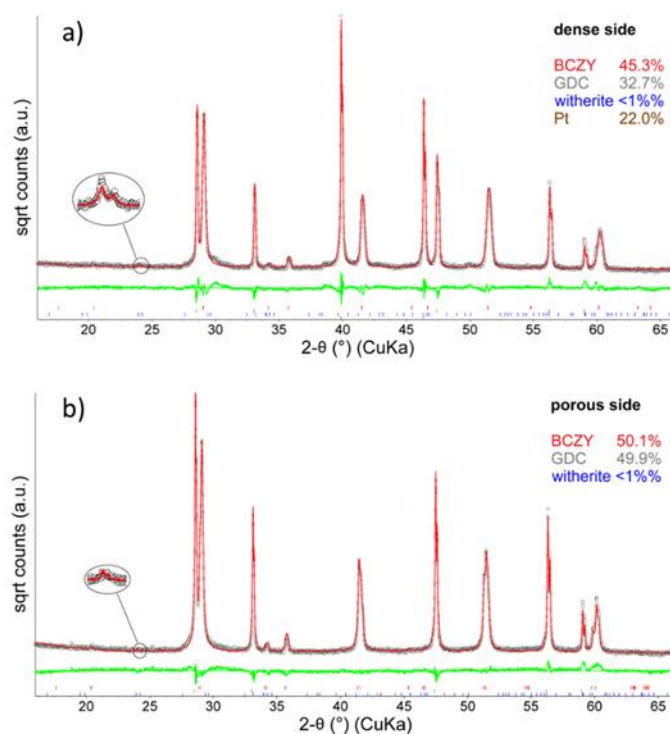 a)
dense side
BCZY 45.3%
GDC 32.7%
witherite <1%%
Pt 22.0%
sqrt counts (a.u.)
20 25 30 35 40 45 50 55 60 65
2-θ (°) (CuKa)
b)
porous side
BCZY 50.1%
GDC 49.9%
witherite <1%%
sqrt counts (a.u.)
20 25 30 35 40 45 50 55 60 65
2-θ (°) (CuKa)